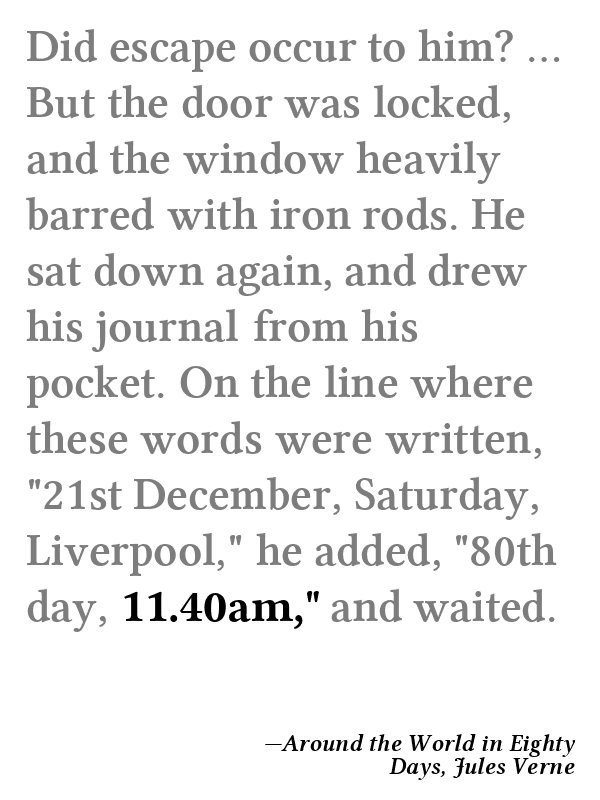 Did escape occur to him? ...
But the door was locked,
and the window heavily
barred with iron rods. He
sat down again, and drew
his journal from his
pocket. On the line where
these words were written,
"21st December, Saturday,
Liverpool," he added, "80th
day, 11.40am," and waited.
—Around the World in Eighty
Days, Jules Verne